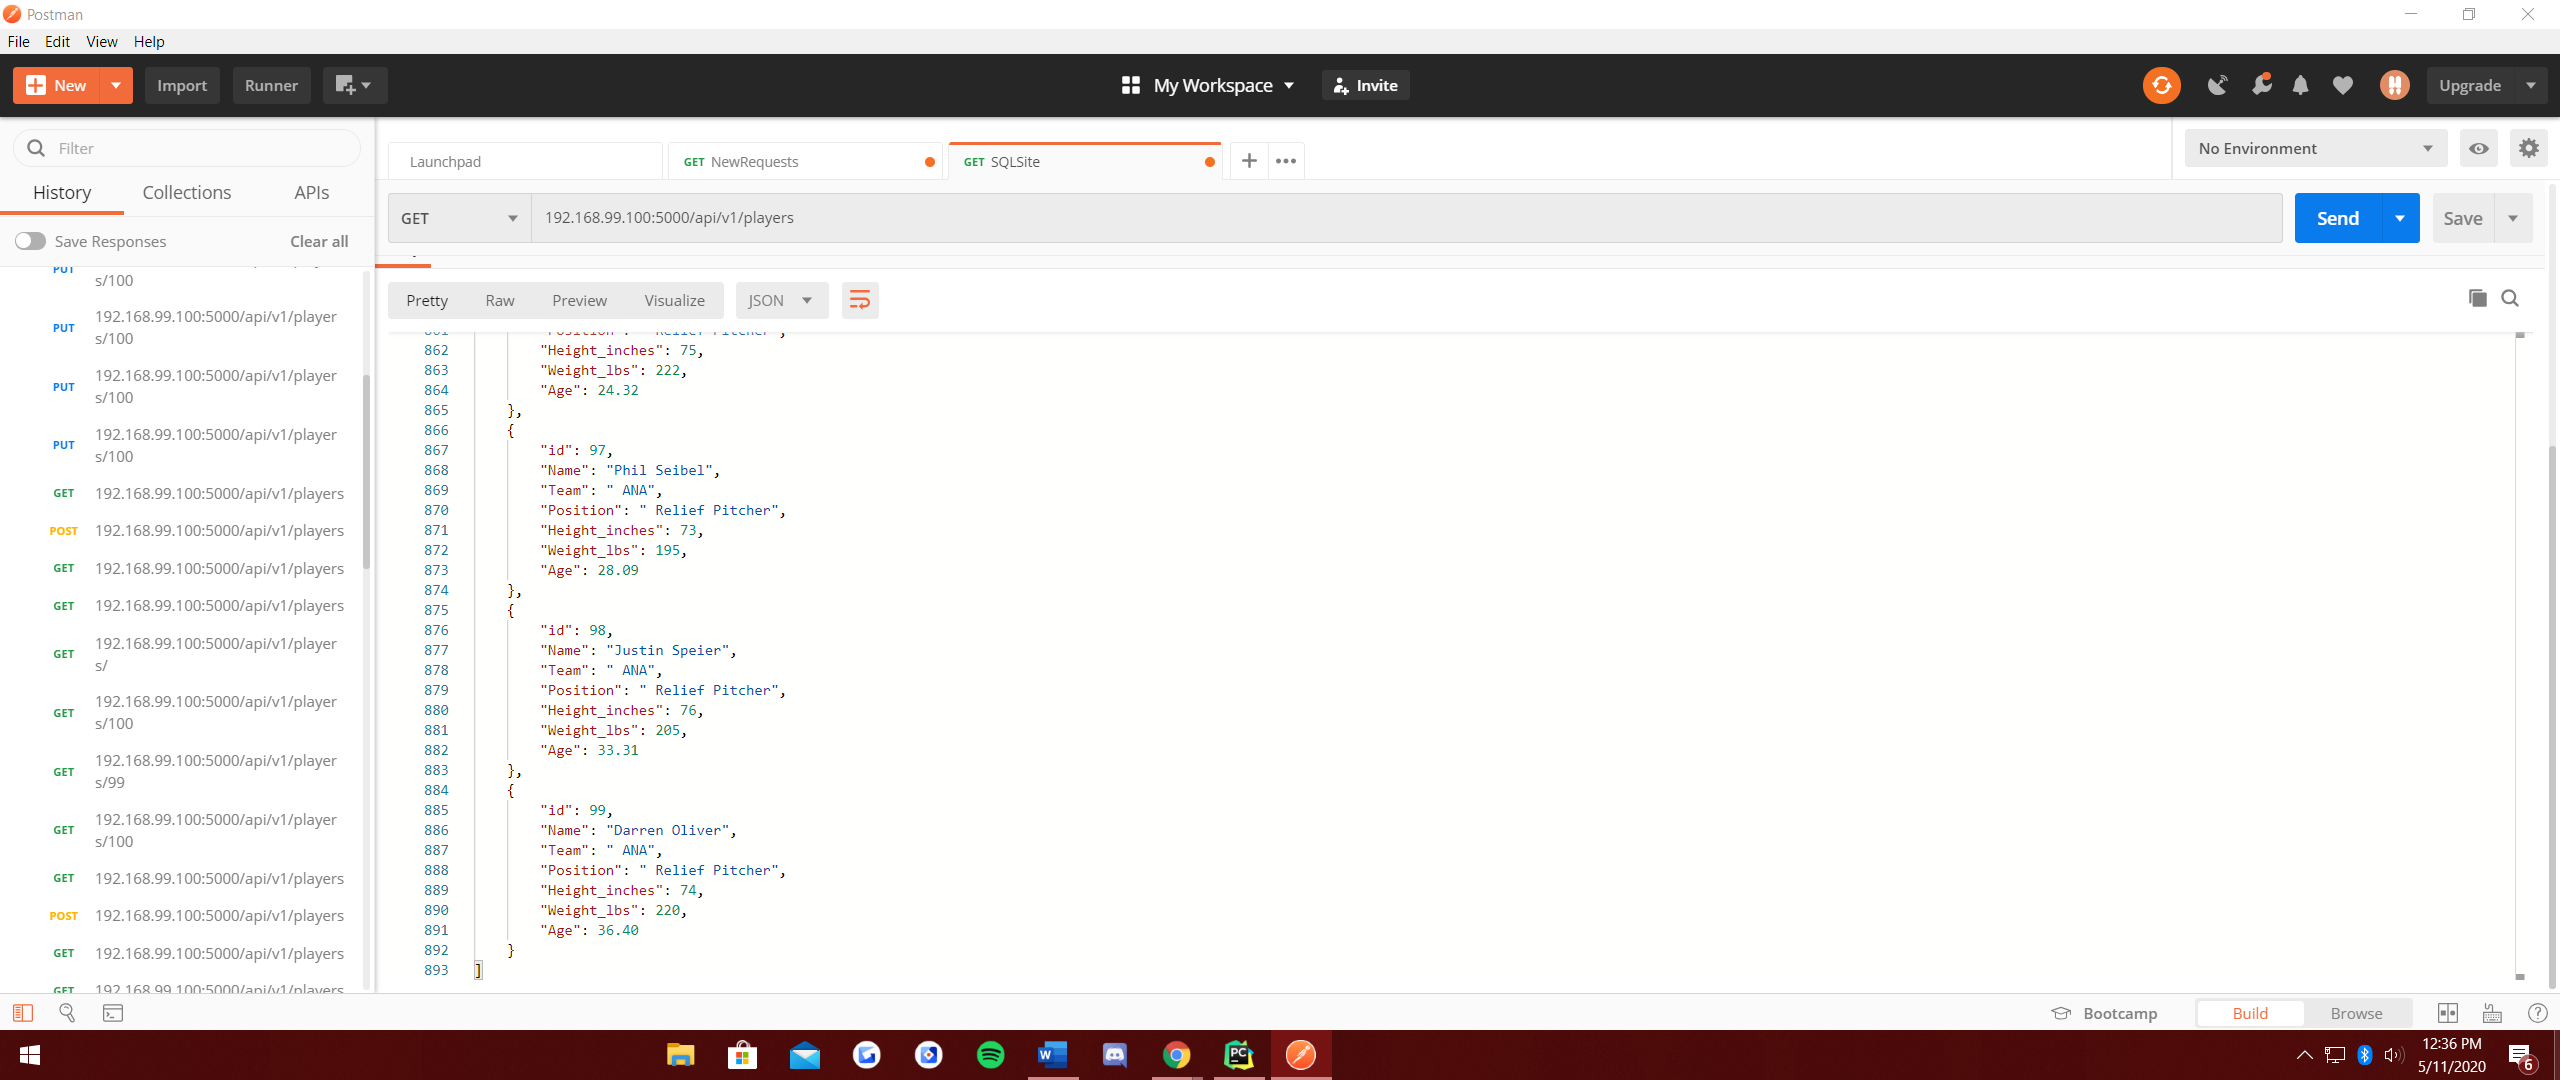 Postman
File Edit View Help
New Import Runner My Workspace Invite Upgrade
Filter
History Collections APIs
Save Responses Clear all
s/100
PUT 192.168.99.100:5000/api/v1/player
s/100
PUT 192.168.99.100:5000/api/v1/player
s/100
PUT 192.168.99.100:5000/api/v1/player
s/100
GET 192.168.99.100:5000/api/v1/players
POST 192.168.99.100:5000/api/v1/players
GET 192.168.99.100:5000/api/v1/players
GET 192.168.99.100:5000/api/v1/players
GET 192.168.99.100:5000/api/v1/player
s/
GET 192.168.99.100:5000/api/v1/player
s/100
GET 192.168.99.100:5000/api/v1/player
s/99
GET 192.168.99.100:5000/api/v1/player
s/100
GET 192.168.99.100:5000/api/v1/players
POST 192.168.99.100:5000/api/v1/players
GET 192.168.99.100:5000/api/v1/players
GET 192.168.99.100:5000/api/v1/players
Launchpad GET NewRequests GET SQLSite No Environment
GET 192.168.99.100:5000/api/v1/players Send Save
Pretty Raw Preview Visualize JSON
861 "Position": " Relief Pitcher",
862 "Height_inches": 75,
863 "Weight_lbs": 222,
864 "Age": 24.32
865 },
866 {
867 "id": 97,
868 "Name": "Phil Seibel",
869 "Team": " ANA",
870 "Position": " Relief Pitcher",
871 "Height_inches": 73,
872 "Weight_lbs": 195,
873 "Age": 28.09
874 },
875 {
876 "id": 98,
877 "Name": "Justin Speier",
878 "Team": " ANA",
879 "Position": " Relief Pitcher",
880 "Height_inches": 76,
881 "Weight_lbs": 205,
882 "Age": 33.31
883 },
884 {
885 "id": 99,
886 "Name": "Darren Oliver",
887 "Team": " ANA",
888 "Position": " Relief Pitcher",
889 "Height_inches": 74,
890 "Weight_lbs": 220,
891 "Age": 36.40
892 }
893 ]
Bootcamp Build Browse
12:36 PM
5/11/2020
6